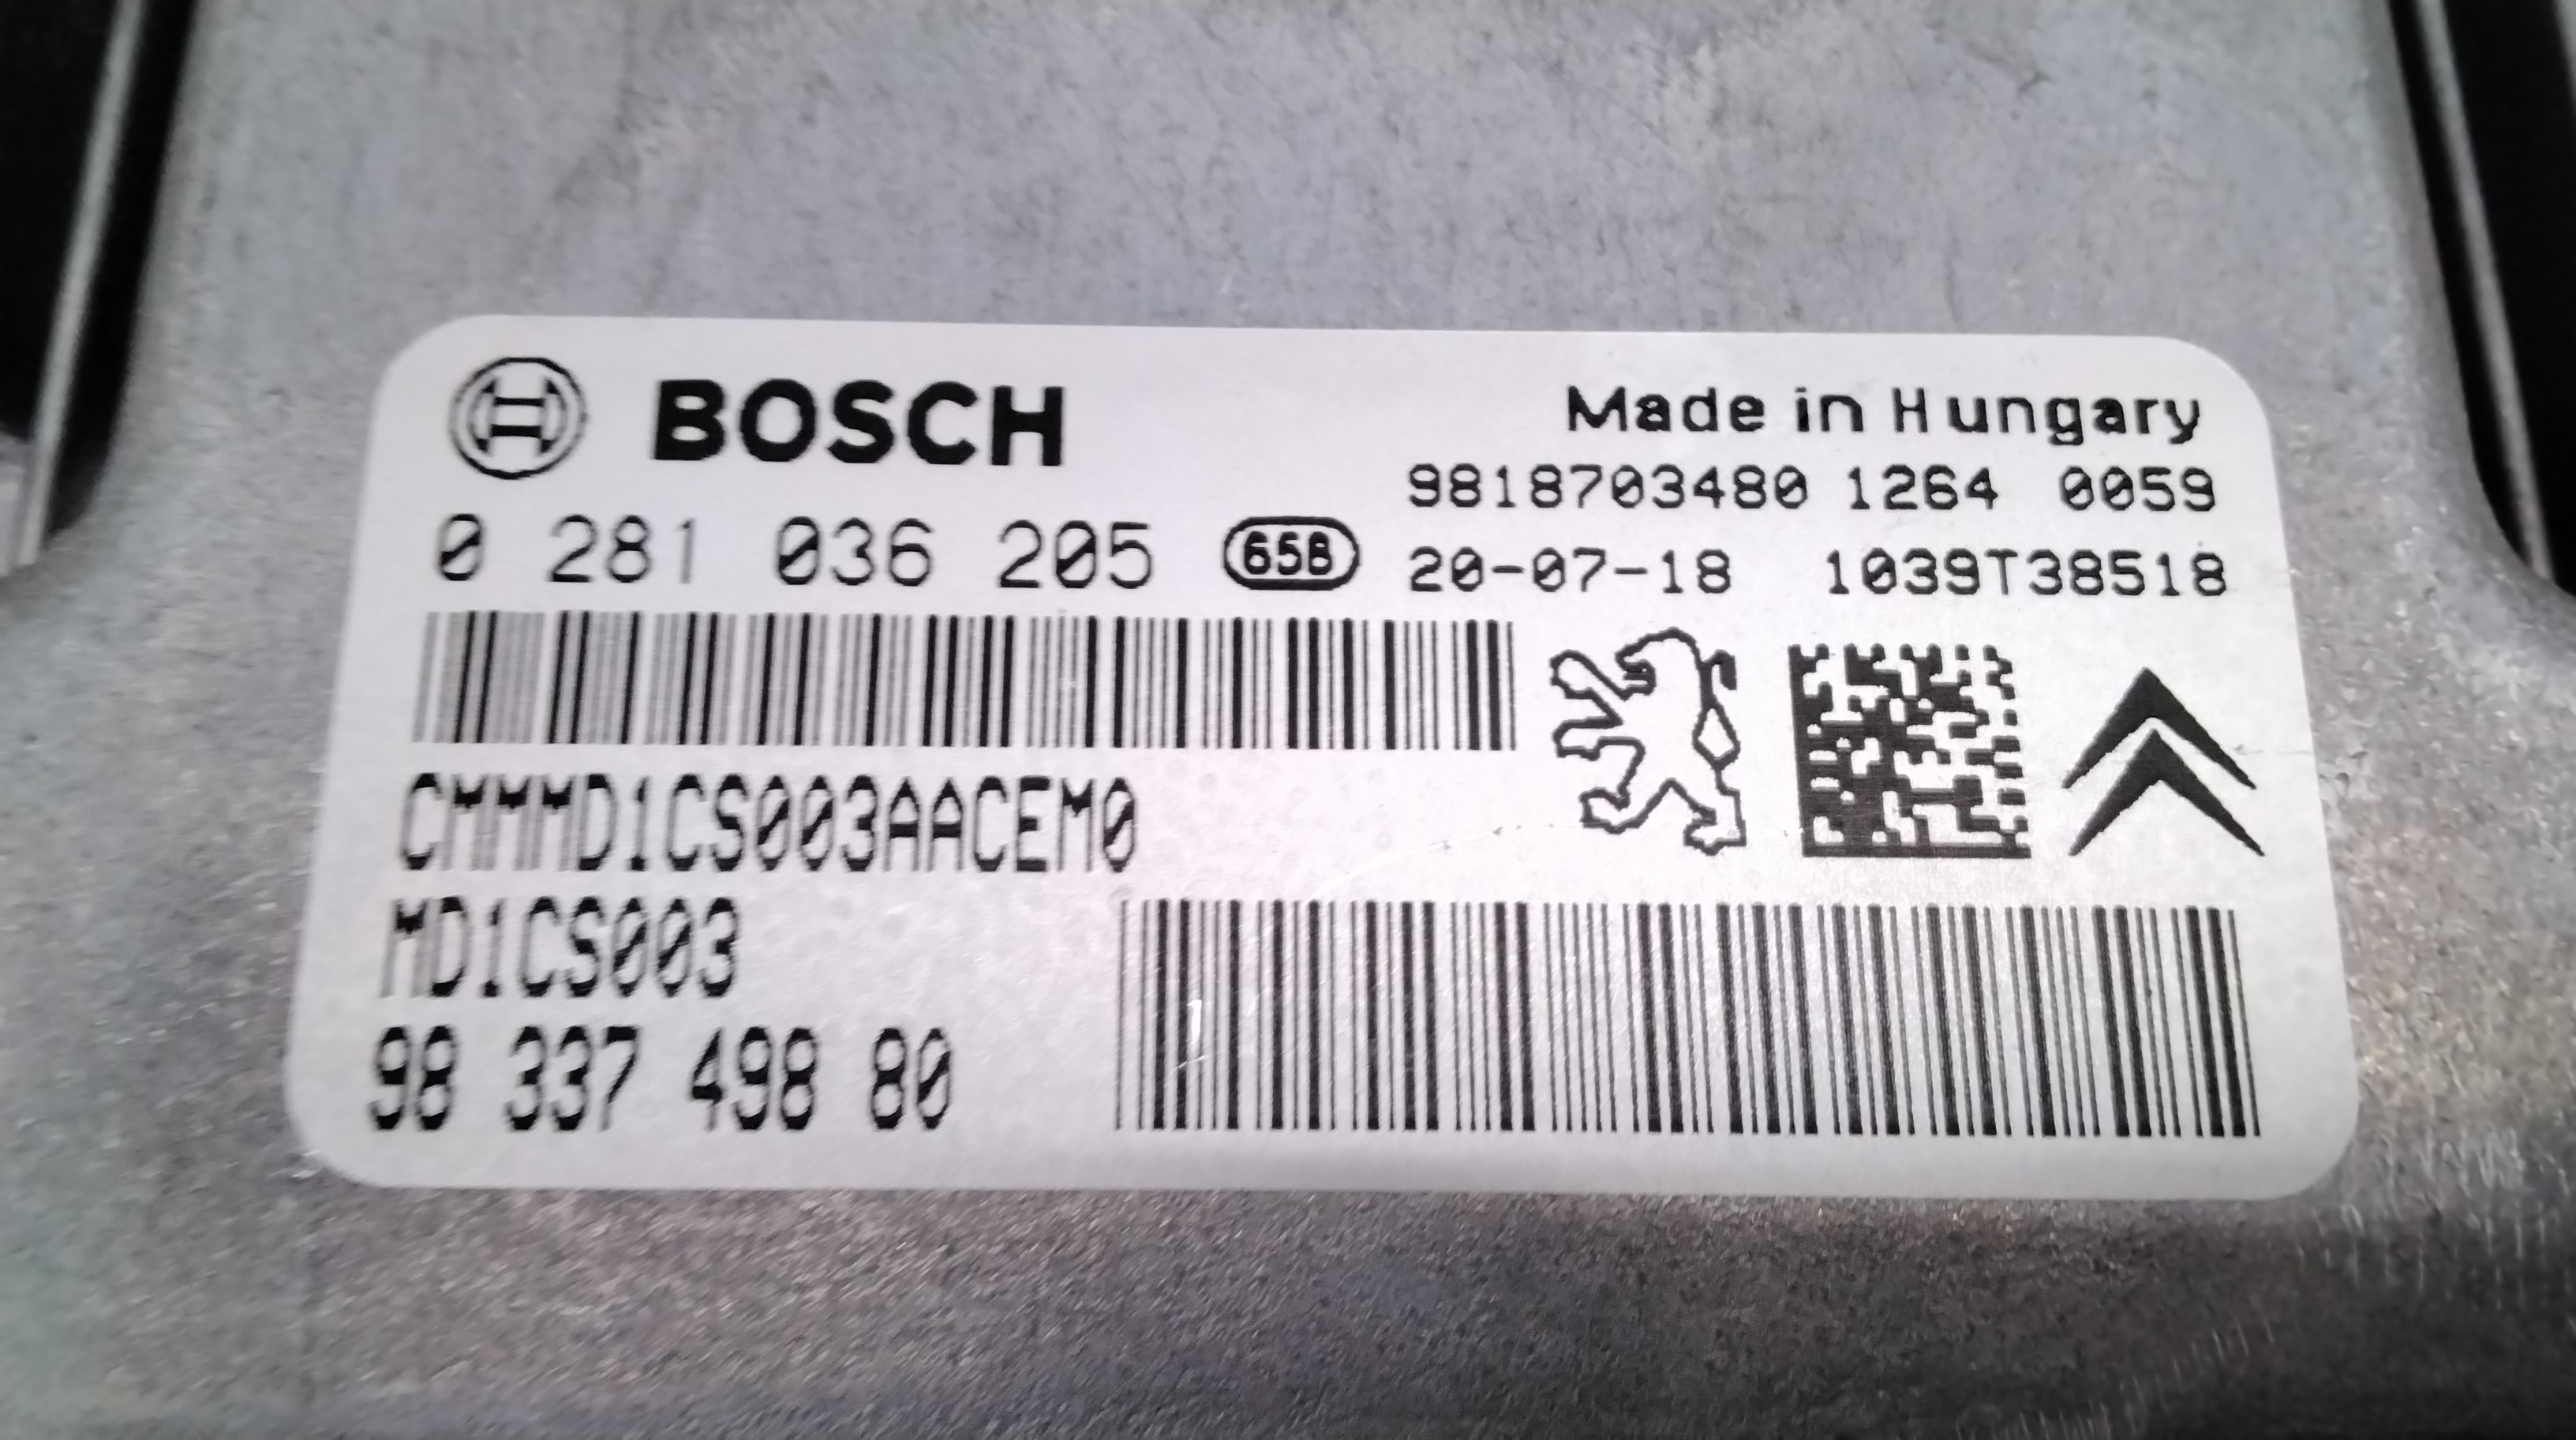 BOSCH
Made in Hungary
9818703480 1264 0059
0 281 036 205 65B 20-07-18 1039T38518
CMMMD1CS003AACEM0
MD1CS003
98 337 498 80